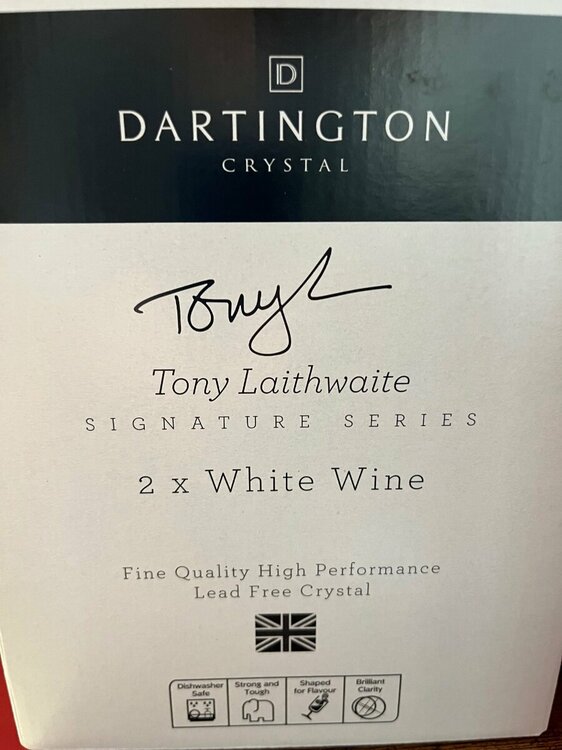 D
DARTINGTON
CRYSTAL
Tony L
Tony Laithwaite
SIGNATURE SERIES
2 x White Wine
Fine Quality High Performance
Lead Free Crystal
Dishwasher Safe
Strong and Tough
Shaped for Flavour
Brilliant Clarity